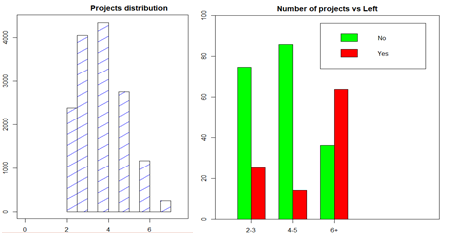 Projects distribution
4000
3000
2000
1000
0
0 2 4 6
Number of projects vs Left
100
80
60
40
20
0
No
Yes
2-3 4-5 6+